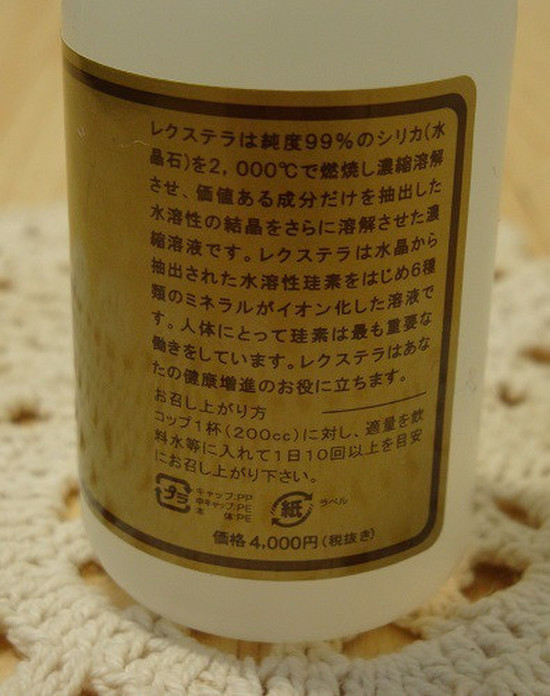 レクステラは純度99%のシリカ(水
晶石)を2,000℃で燃焼し濃縮溶解
させ、価値ある成分だけを抽出した
水溶性の結晶をさらに溶解させた濃
縮溶液です。レクステラは水晶から
抽出された水溶性珪素をはじめ6種
類のミネラルがイオン化した溶液で
す。人体にとって珪素は最も重要な
働きをしています。レクステラはあな
たの健康増進のお役に立ちます。
お召し上がり方
コップ1杯(200cc)に対し、適量を飲
料水等に入れて1日10回以上を目安
にお召し上がり下さい。
プラ
キャップ:PP
中キャップ:PE
本 体:PE
紙
ラベル
価格4,000円(税抜き)